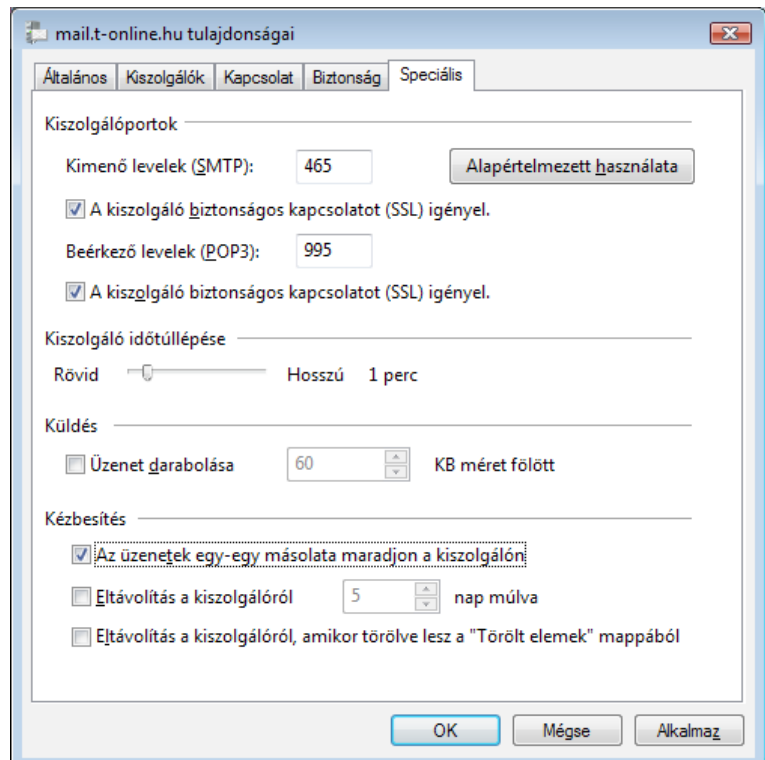 mail.t-online.hu tulajdonságai
Általános Kiszolgálók Kapcsolat Biztonság Speciális
Kiszolgálóportok
Kimenő levelek (SMTP): 465 Alapértelmezett használata
A kiszolgáló biztonságos kapcsolatot (SSL) igényel.
Beérkező levelek (POP3): 995
A kiszolgáló biztonságos kapcsolatot (SSL) igényel.
Kiszolgáló időtúllépése
Rövid Hosszú 1 perc
Küldés
Üzenet darabolása 60 KB méret fölött
Kézbesítés
Az üzenetek egy-egy másolata maradjon a kiszolgálón
Eltávolítás a kiszolgálóról 5 nap múlva
Eltávolítás a kiszolgálóról, amikor törölve lesz a "Törölt elemek" mappából
OK Mégse Alkalmaz